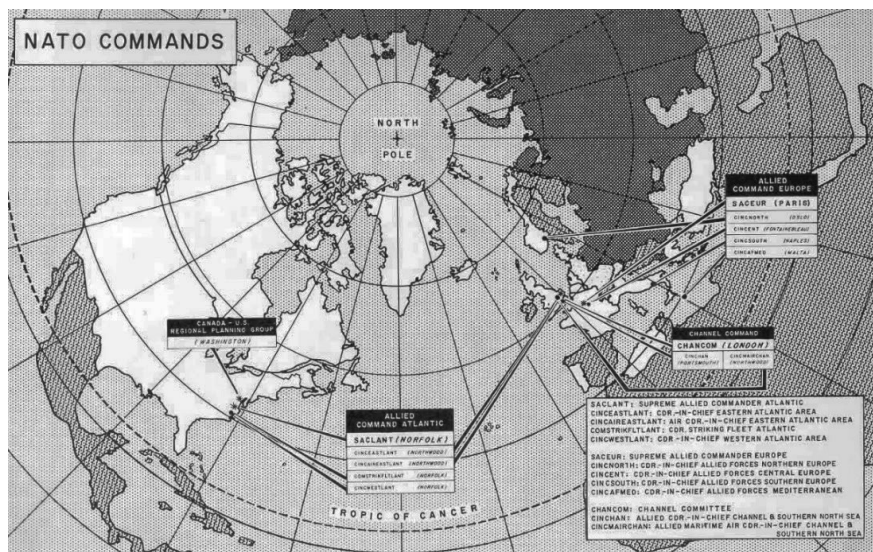 NATO COMMANDS
NORTH
POLE
ALLIED
COMMAND EUROPE
SACEUR (PARIS)
CINCNORTH (OSLO)
CINCENT (FONTAINEBLEAU)
CINCSOUTH (NAPLES)
CINCAFMED (MALTA)
CANADA - U.S.
REGIONAL PLANNING GROUP
(WASHINGTON)
CHANNEL COMMAND
CHANCOM (LONDON)
CINCHAN (PORTSMOUTH)
CINCMAIRCHAN (NORTHWOOD)
ALLIED
COMMAND ATLANTIC
SACLANT (NORFOLK)
CINCEASTLANT (NORTHWOOD)
CINCAIREASTLANT (NORTHWOOD)
COMSTRIKFLTLANT (NORFOLK)
CINCWESTLANT (NORFOLK)
TROPIC OF CANCER
SACLANT: SUPREME ALLIED COMMANDER ATLANTIC
CINCEASTLANT: CDR.-IN-CHIEF EASTERN ATLANTIC AREA
CINCAIREASTLANT: AIR CDR.-IN-CHIEF EASTERN ATLANTIC AREA
COMSTRIKFLTLANT: CDR. STRIKING FLEET ATLANTIC
CINCWESTLANT: CDR.-IN-CHIEF WESTERN ATLANTIC AREA
SACEUR: SUPREME ALLIED COMMANDER EUROPE
CINCNORTH: CDR.-IN-CHIEF ALLIED FORCES NORTHERN EUROPE
CINCENT: CDR.-IN-CHIEF ALLIED FORCES CENTRAL EUROPE
CINCSOUTH: CDR.-IN-CHIEF ALLIED FORCES SOUTHERN EUROPE
CINCAFMED: CDR.-IN-CHIEF ALLIED FORCES MEDITERRANEAN
CHANCOM: CHANNEL COMMITTEE
CINCHAN: ALLIED CDR.-IN-CHIEF CHANNEL & SOUTHERN NORTH SEA
CINCMAIRCHAN: ALLIED MARITIME AIR CDR.-IN-CHIEF CHANNEL &
SOUTHERN NORTH SEA